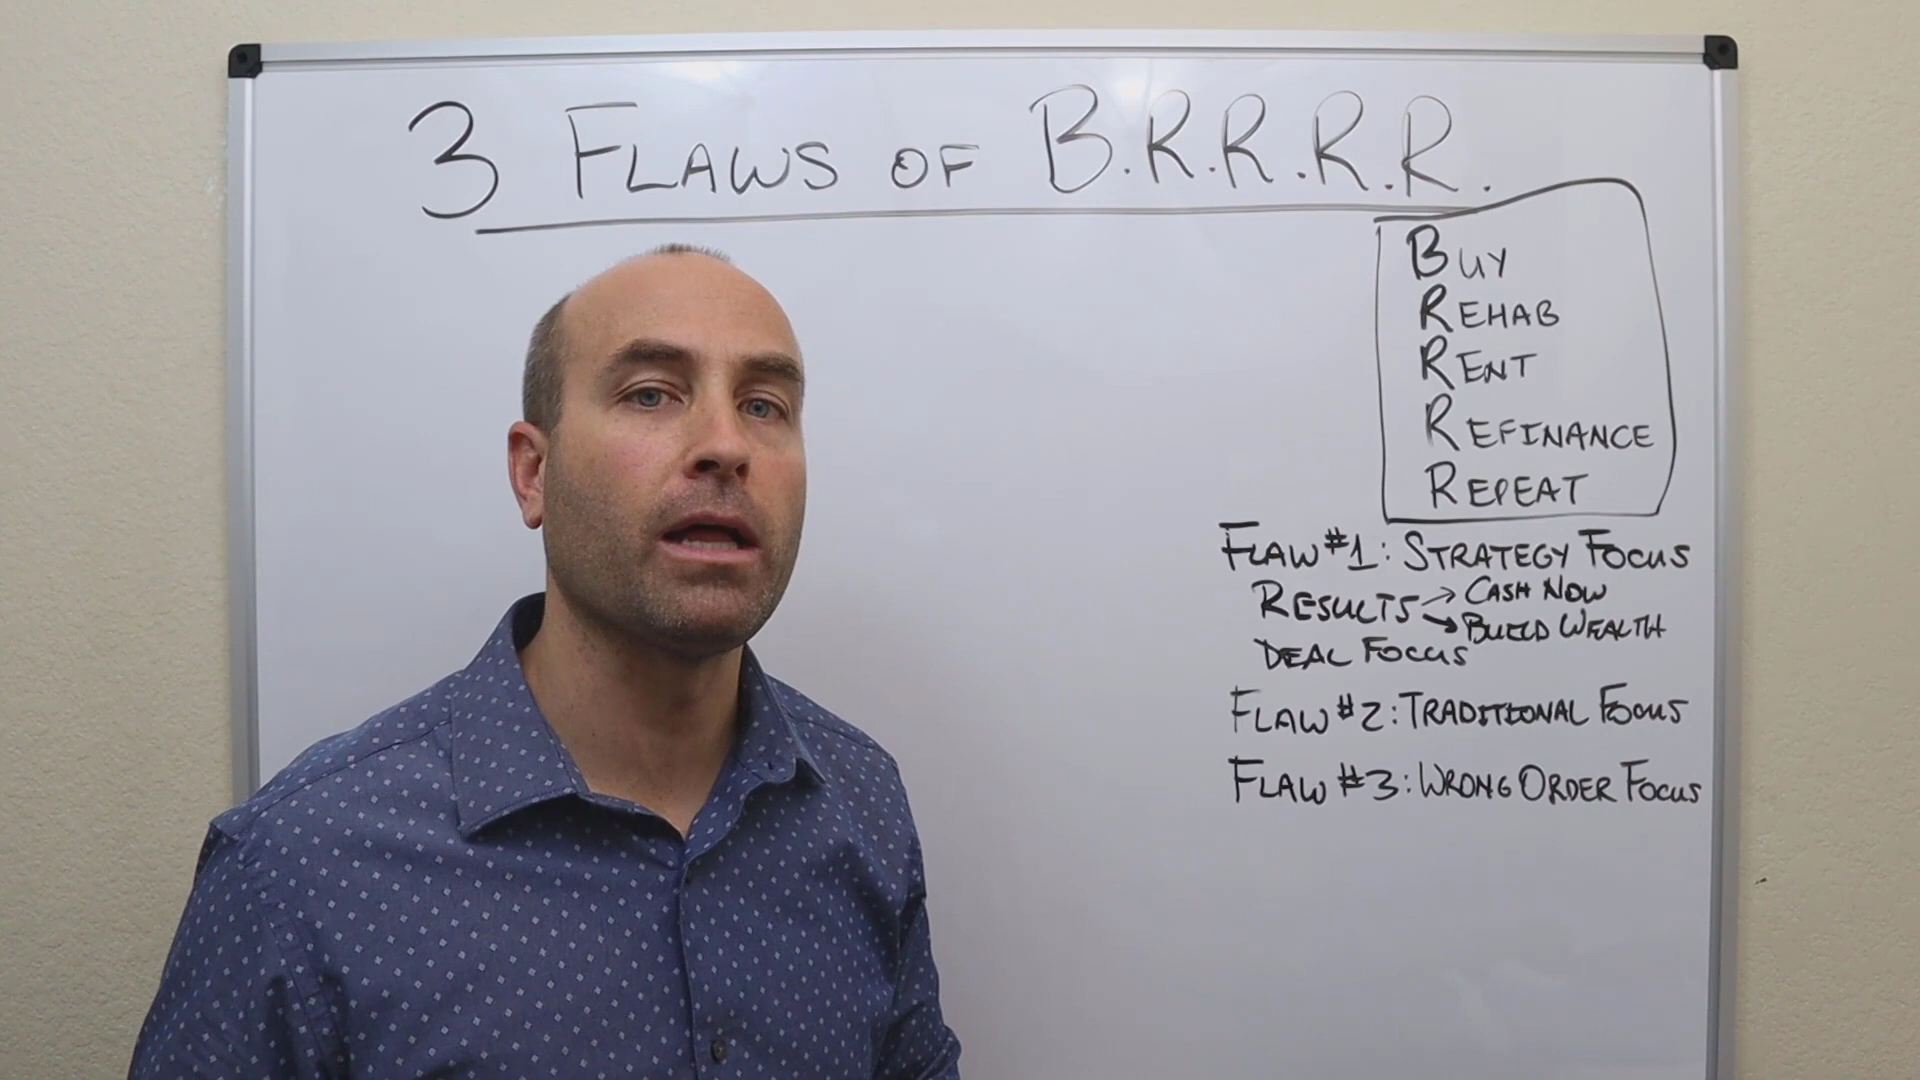 3 FLAWS OF B.R.R.R.R.
BUY
REHAB
RENT
REFINANCE
REPEAT
FLAW #1: STRATEGY FOCUS
RESULTS → CASH NOW
→ BUILD WEALTH
DEAL FOCUS
FLAW #2: TRADITIONAL FOCUS
FLAW #3: WRONG ORDER FOCUS